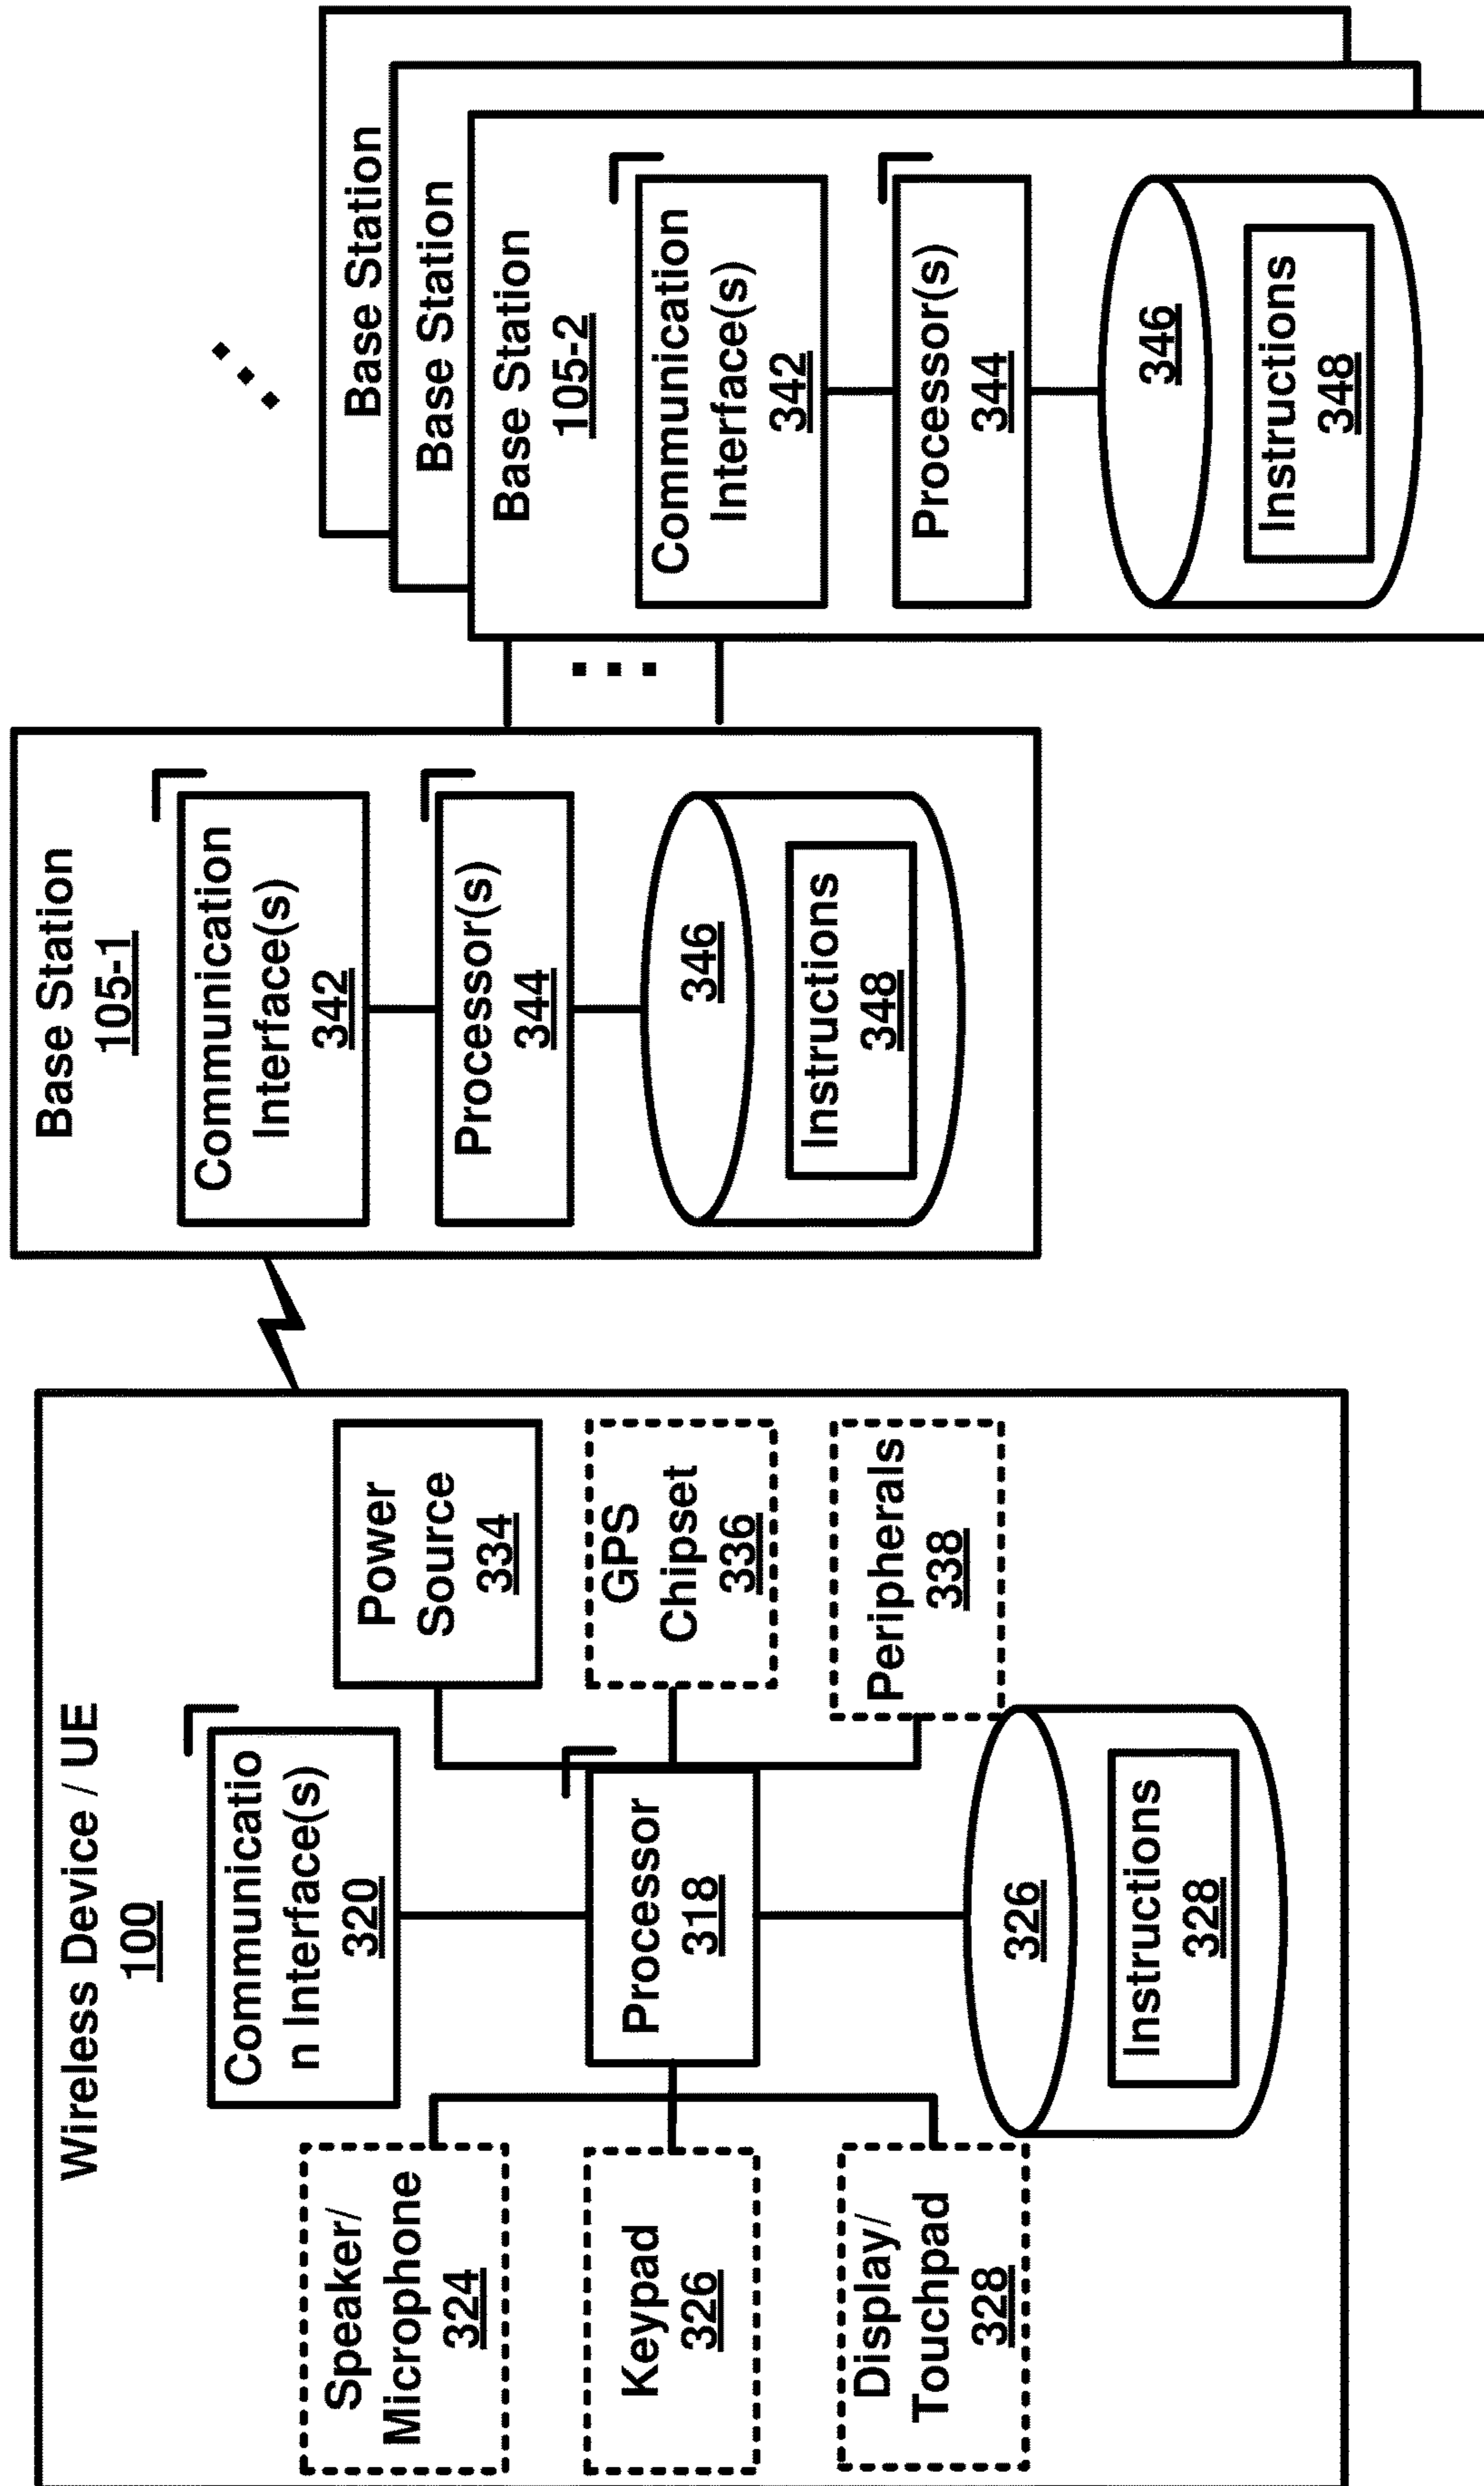 Wireless Device / UE
100
Communicatio
n Interface(s)
320
Speaker/
Microphone
324
Power
Source
334
Keypad
326
Processor
318
GPS
Chipset
336
Display/
Touchpad
328
Peripherals
338
326
Instructions
328
Base Station
105-1
Communication
Interface(s)
342
Processor(s)
344
346
Instructions
348
Base Station
Base Station
Base Station
105-2
Communication
Interface(s)
342
Processor(s)
344
346
Instructions
348